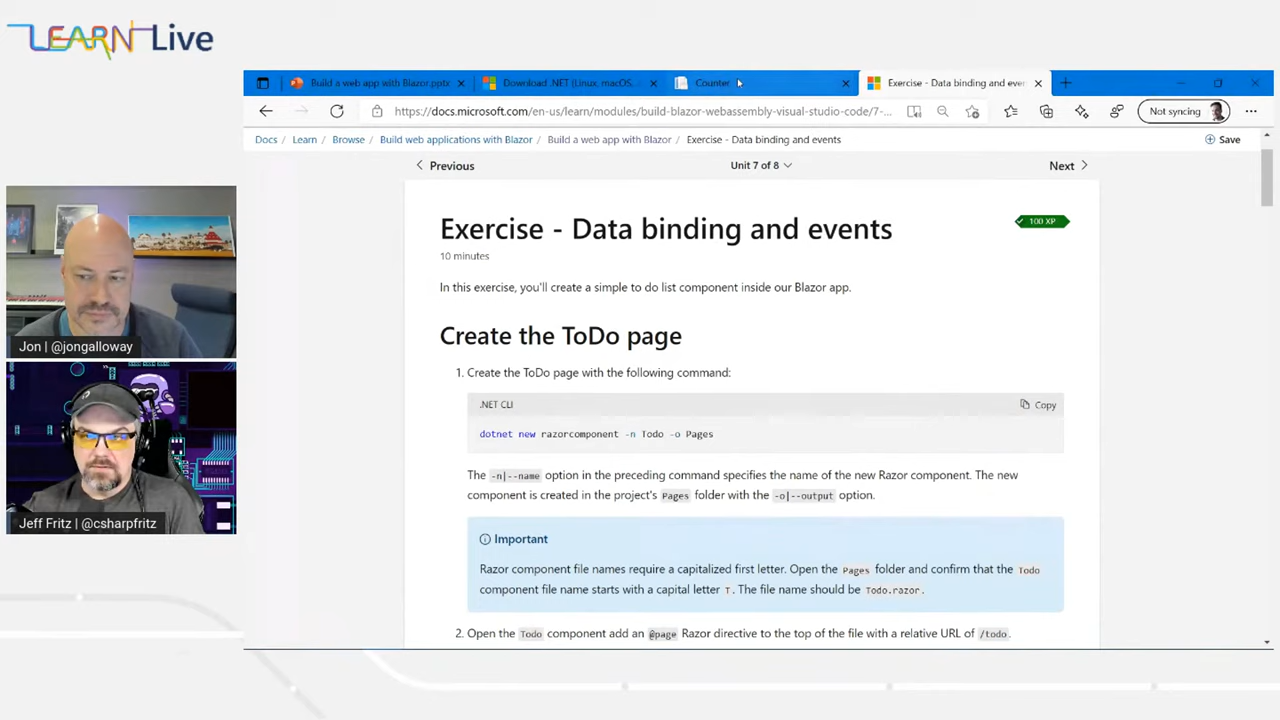 LEARN Live
Build a web app with Blazor.pptx
Download .NET (Linux, macOS,
Counter
Exercise - Data binding and even
https://docs.microsoft.com/en-us/learn/modules/build-blazor-webassembly-visual-studio-code/7-...
Not syncing
Docs / Learn / Browse / Build web applications with Blazor / Build a web app with Blazor / Exercise - Data binding and events
Save
Previous
Unit 7 of 8
Next
Exercise - Data binding and events
100 XP
10 minutes
In this exercise, you'll create a simple to do list component inside our Blazor app.
Create the ToDo page
1. Create the ToDo page with the following command:
.NET CLI
Copy
dotnet new razorcomponent -n Todo -o Pages
The -n|--name option in the preceding command specifies the name of the new Razor component. The new
component is created in the project's Pages folder with the -o|--output option.
Important
Razor component file names require a capitalized first letter. Open the Pages folder and confirm that the Todo
component file name starts with a capital letter T. The file name should be Todo.razor.
2. Open the Todo component add an @page Razor directive to the top of the file with a relative URL of /todo.
Jon | @jongalloway
Jeff Fritz | @csharpfritz